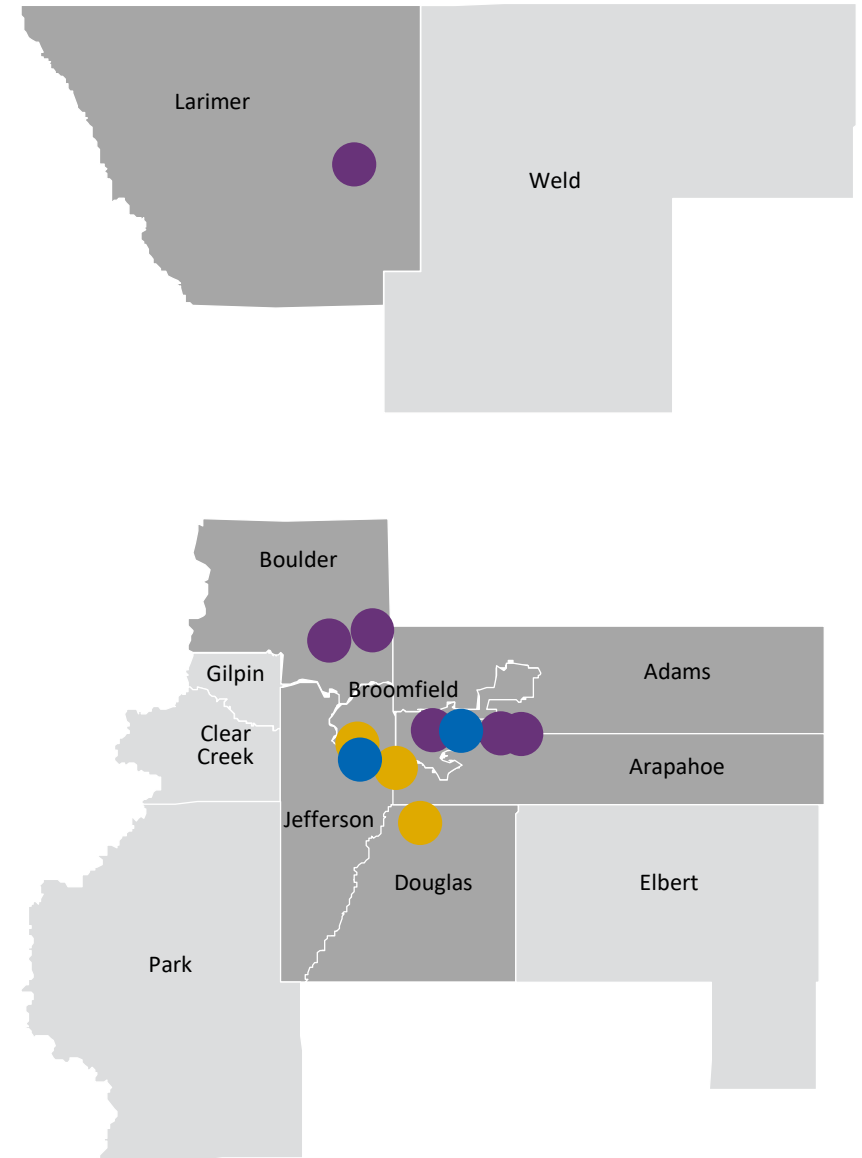 Larimer
Weld
Boulder
Gilpin
Adams
Broomfield
Clear
Creek
Arapahoe
Jefferson
Douglas
Elbert
Park